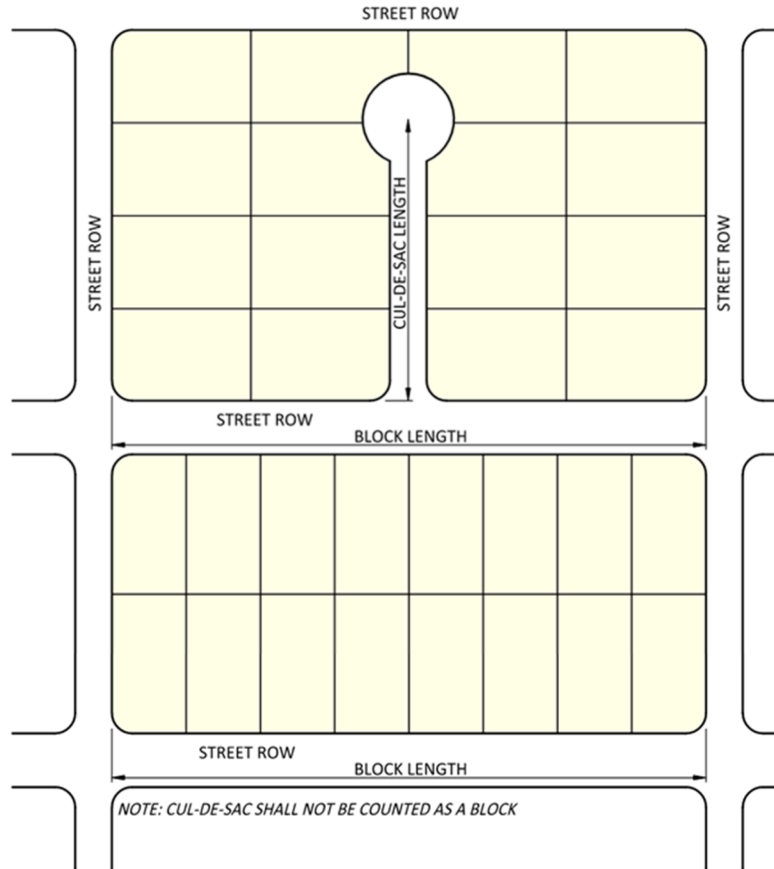 STREET ROW
STREET ROW
CUL-DE-SAC LENGTH
STREET ROW
STREET ROW
BLOCK LENGTH
STREET ROW
BLOCK LENGTH
NOTE: CUL-DE-SAC SHALL NOT BE COUNTED AS A BLOCK